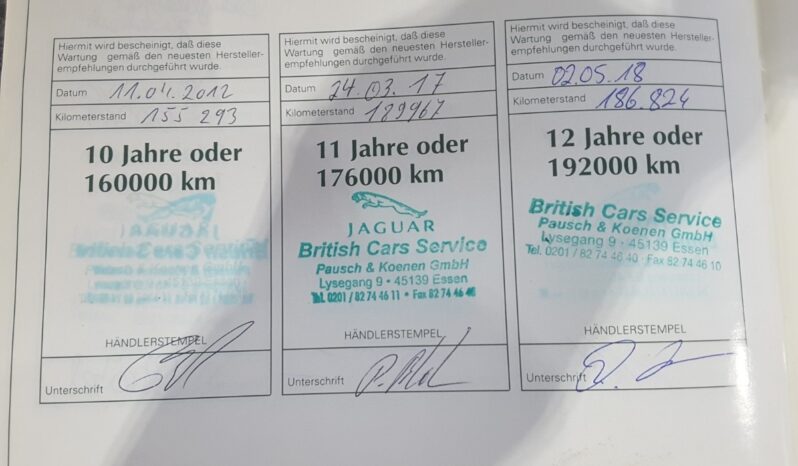 Hiermit wird bescheinigt, daß diese
Wartung gemäß den neuesten Hersteller-
empfehlungen durchgeführt wurde.
Datum 11.04.2012
Kilometerstand 155 293
10 Jahre oder
160000 km
HÄNDLERSTEMPEL
Unterschrift
Hiermit wird bescheinigt, daß diese
Wartung gemäß den neuesten Hersteller-
empfehlungen durchgeführt wurde.
Datum 24.03.17
Kilometerstand 189967
11 Jahre oder
176000 km
JAGUAR
British Cars Service
Pausch & Koenen GmbH
Lysegang 9 · 45139 Essen
Tel. 0201 / 82 74 46 11 · Fax 82 74 46
HÄNDLERSTEMPEL
Unterschrift
Hiermit wird bescheinigt, daß diese
Wartung gemäß den neuesten Hersteller-
empfehlungen durchgeführt wurde.
Datum 02.05.18
Kilometerstand 186.824
12 Jahre oder
192000 km
British Cars Service
Pausch & Koenen GmbH
Lysegang 9 · 45139 Essen
Tel. 0201 / 82 74 46 40 · Fax 82 74 46 10
HÄNDLERSTEMPEL
Unterschrift